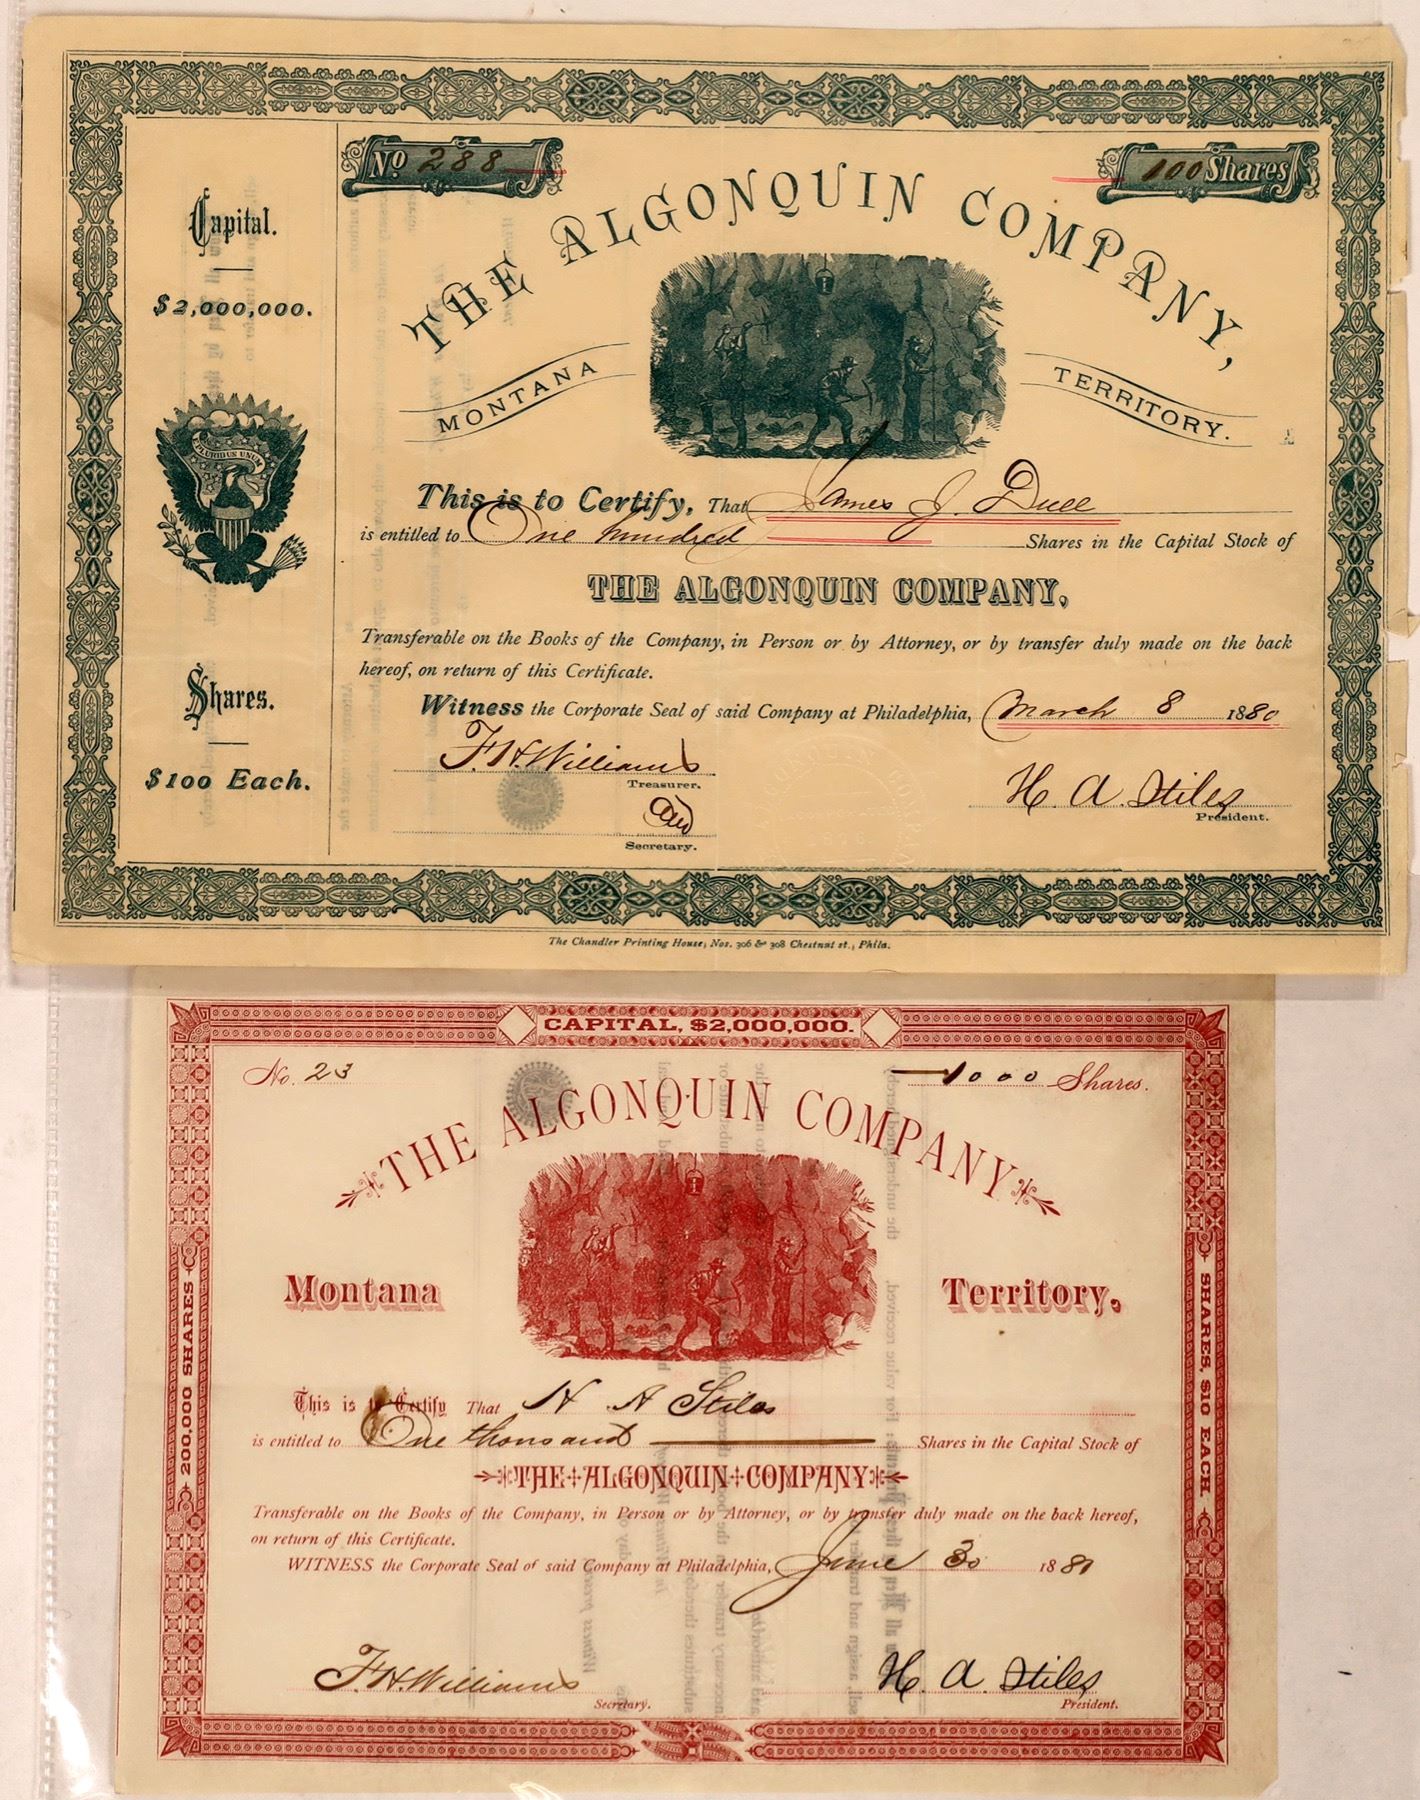 No 288
100 Shares
THE ALGONQUIN COMPANY,
MONTANA TERRITORY.
Capital.
$2,000,000.
PLURIBUS UNUM
Shares.
$100 Each.
This is to Certify, That James J. Dull
is entitled to One hundred Shares in the Capital Stock of
THE ALGONQUIN COMPANY,
Transferable on the Books of the Company, in Person or by Attorney, or by transfer duly made on the back
hereof, on return of this Certificate.
Witness the Corporate Seal of said Company at Philadelphia, March 8 1880
F. H. Williams
Treasurer.
H. A. Stiles
President.
Secretary.
The Chandler Printing House, Nos. 306 & 308 Chestnut st., Phila.
CAPITAL, $2,000,000.
No. 23
1000 Shares.
THE ALGONQUIN COMPANY
Montana Territory.
200,000 SHARES
SHARES, $10 EACH.
This is to Certify That H A Stiles
is entitled to One thousand Shares in the Capital Stock of
THE ALGONQUIN COMPANY
Transferable on the Books of the Company, in Person or by Attorney, or by transfer duly made on the back hereof,
on return of this Certificate.
WITNESS the Corporate Seal of said Company at Philadelphia, June 30 1881
F. H. Williams
Secretary.
H. A. Stiles
President.